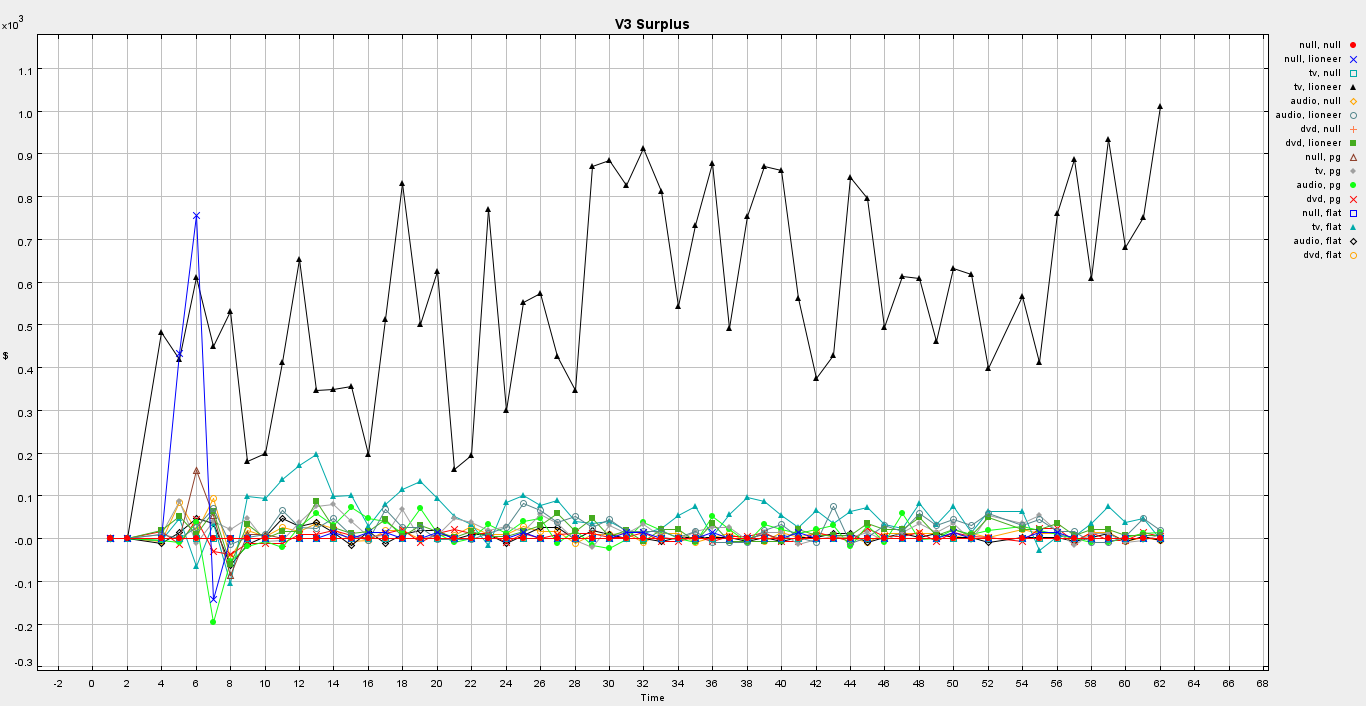 V3 Surplus
x10³
1.1
1.0
0.9
0.8
0.7
0.6
0.5
0.4
0.3
0.2
0.1
-0.0
-0.1
-0.2
-0.3
$
-2 0 2 4 6 8 10 12 14 16 18 20 22 24 26 28 30 32 34 36 38 40 42 44 46 48 50 52 54 56 58 60 62 64 66 68
Time
null, null
null, lioneer
tv, null
tv, lioneer
audio, null
audio, lioneer
dvd, null
dvd, lioneer
null, pg
tv, pg
audio, pg
dvd, pg
null, flat
tv, flat
audio, flat
dvd, flat